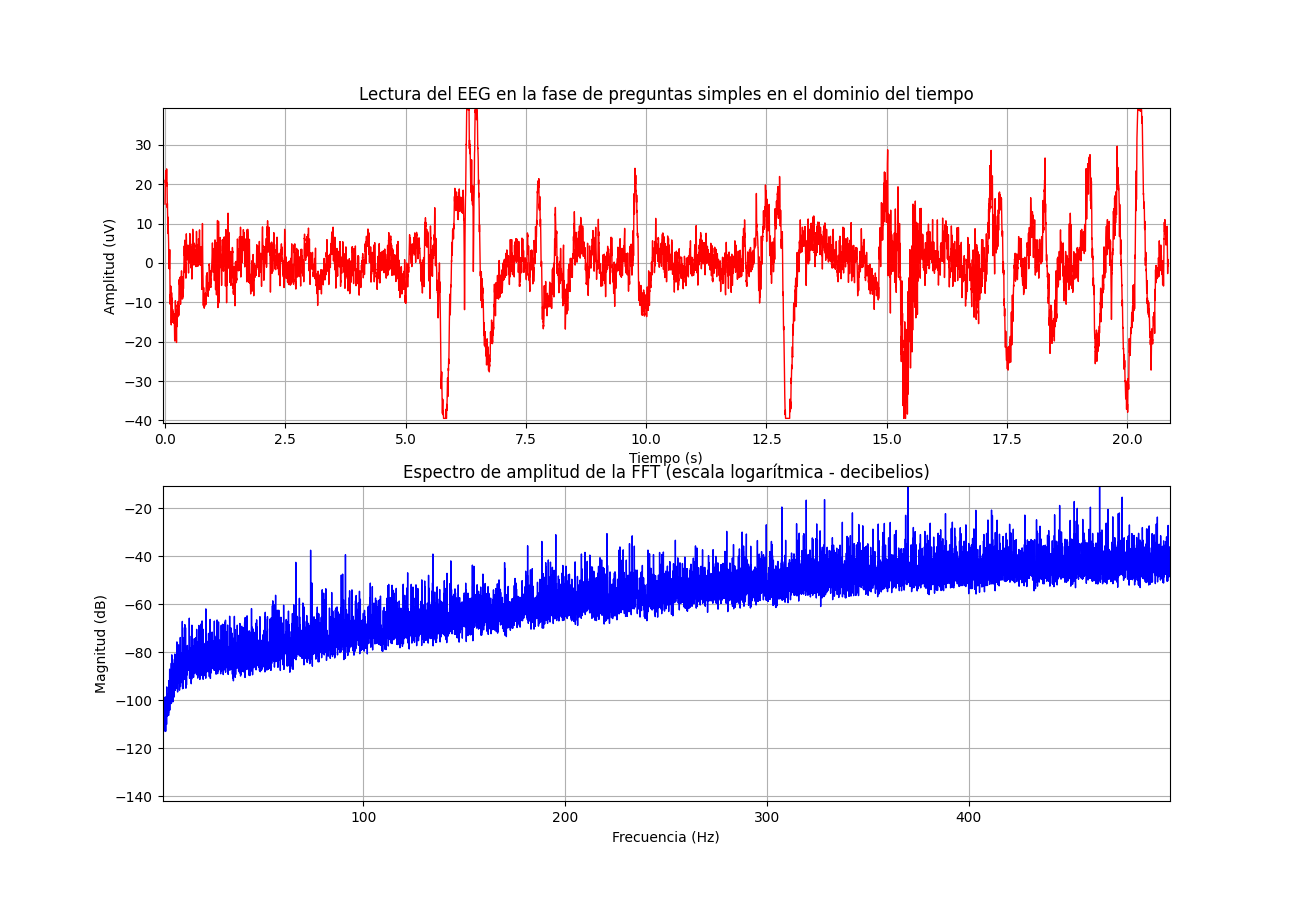 Lectura del EEG en la fase de preguntas simples en el dominio del tiempo
Amplitud (uV)
30
20
10
0
−10
−20
−30
−40
0.0 2.5 5.0 7.5 10.0 12.5 15.0 17.5 20.0
Tiempo (s)
Espectro de amplitud de la FFT (escala logarítmica - decibelios)
Magnitud (dB)
−20
−40
−60
−80
−100
−120
−140
100 200 300 400
Frecuencia (Hz)